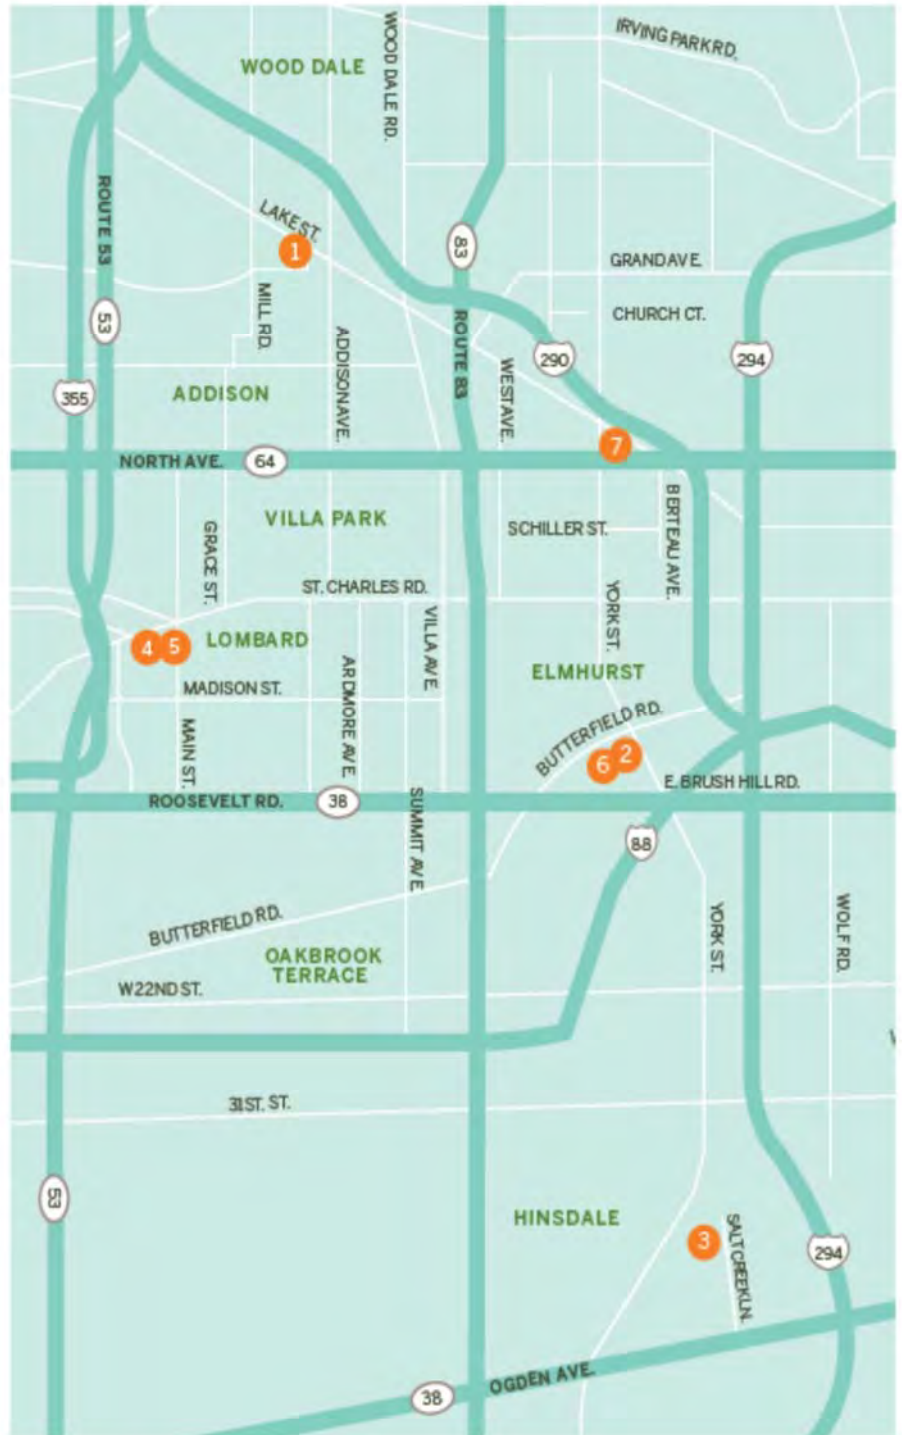 IRVING PARK RD.
WOOD DALE
WOOD DALE RD.
ROUTE 53
LAKE ST.
1
83
GRAND AVE.
MILL RD.
53
CHURCH CT.
ROUTE 83
ADDISON AVE.
290
294
WEST AVE.
355
ADDISON
7
NORTH AVE.
64
BERTEAU AVE.
VILLA PARK
SCHILLER ST.
GRACE ST.
ST. CHARLES RD.
YORK ST.
VILLA AVE
4
5
LOMBARD
ELMHURST
ARDMORE AVE.
MADISON ST.
BUTTERFIELD RD.
MAIN ST.
6
2
E. BRUSH HILL RD.
ROOSEVELT RD.
38
SUMMIT AVE
88
BUTTERFIELD RD.
YORK ST.
WOLF RD.
OAKBROOK
TERRACE
W 22ND ST.
31ST. ST.
53
HINSDALE
3
SALT CREEK LN.
294
38
OGDEN AVE.